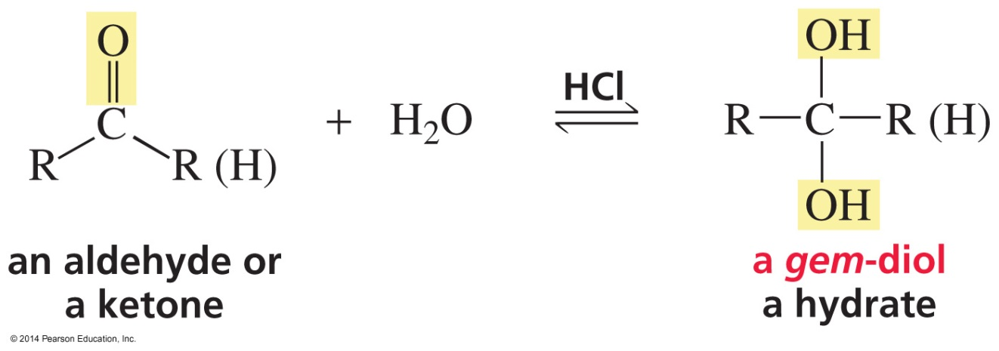 O
C
R R (H)
+ H₂O
HCl
OH
R—C—R (H)
OH
an aldehyde or
a ketone
a gem-diol
a hydrate
© 2014 Pearson Education, Inc.